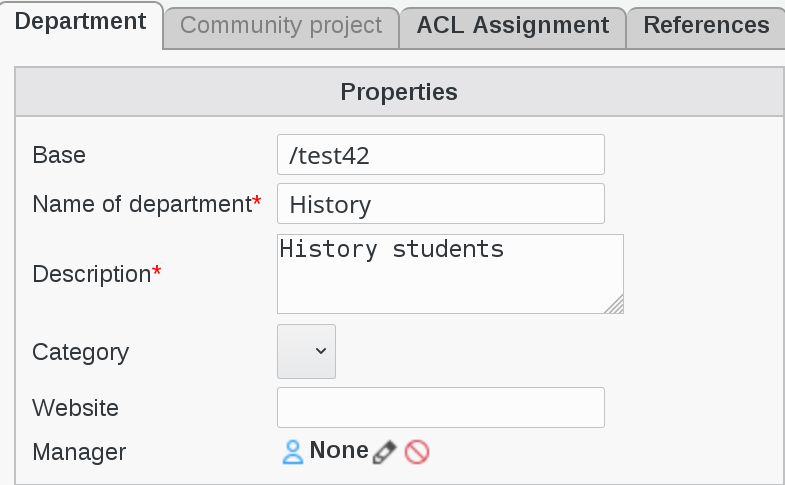 Department Community project ACL Assignment References
Properties
Base /test42
Name of department* History
Description* History students
Category
Website
Manager None